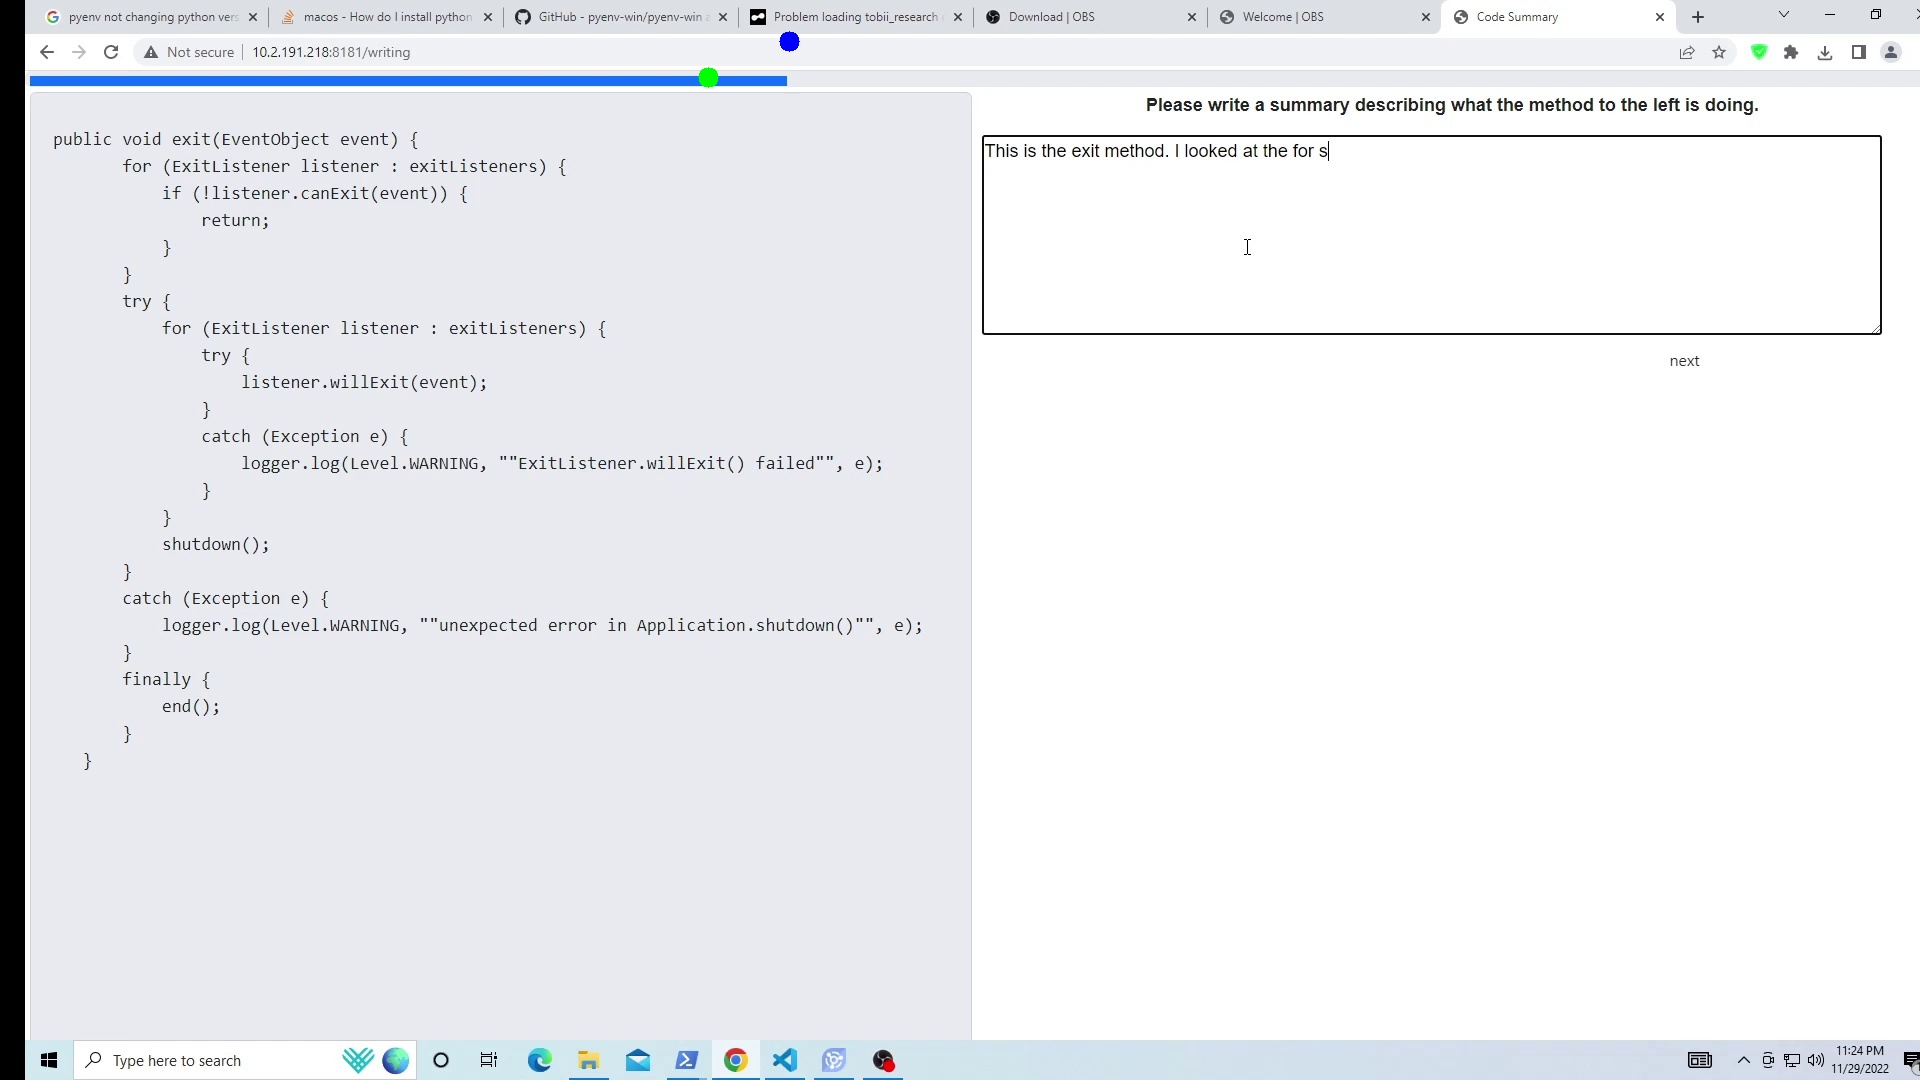 pyenv not changing python vers
macos - How do I install python
GitHub - pyenv-win/pyenv-win a
Problem loading tobii_research
Download | OBS
Welcome | OBS
Code Summary
Not secure
10.2.191.218:8181/writing
Please write a summary describing what the method to the left is doing.
public void exit(EventObject event) {
for (ExitListener listener : exitListeners) {
if (!listener.canExit(event)) {
return;
}
}
try {
for (ExitListener listener : exitListeners) {
try {
listener.willExit(event);
}
catch (Exception e) {
logger.log(Level.WARNING, ""ExitListener.willExit() failed"", e);
}
}
shutdown();
}
catch (Exception e) {
logger.log(Level.WARNING, ""unexpected error in Application.shutdown()"", e);
}
finally {
end();
}
}
This is the exit method. I looked at the for s
next
Type here to search
11:24 PM
11/29/2022